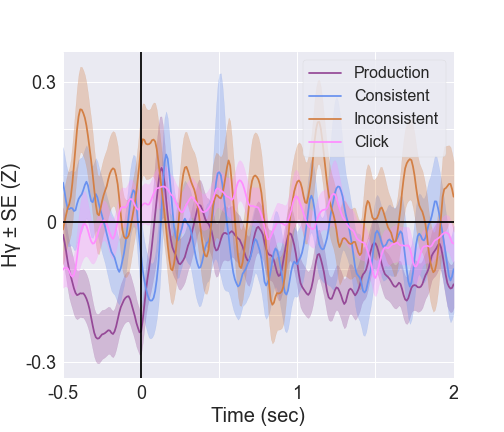 Production
Consistent
Inconsistent
Click
0.3
0
-0.3
Hγ ± SE (Z)
-0.5
0
1
2
Time (sec)